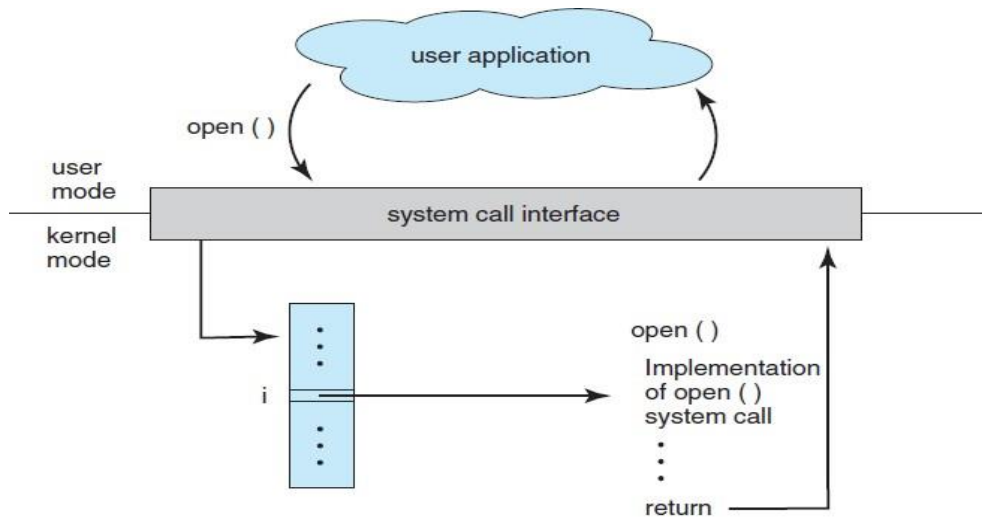 user application
open ( )
user
mode
system call interface
kernel
mode
open ( )
Implementation
i
of open ( )
system call
return